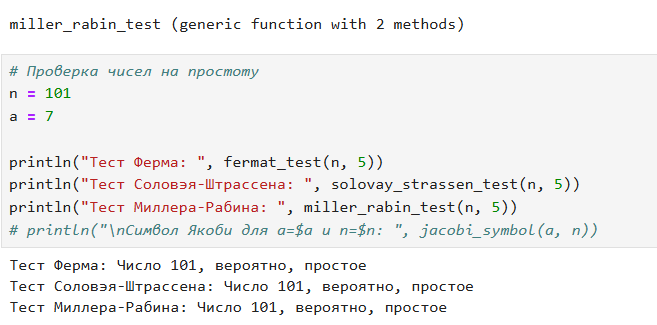 miller_rabin_test (generic function with 2 methods)
# Проверка чисел на простоту
n = 101
a = 7
println("Тест Ферма: ", fermat_test(n, 5))
println("Тест Соловэя-Штрассена: ", solovay_strassen_test(n, 5))
println("Тест Миллера-Рабина: ", miller_rabin_test(n, 5))
# println("\nСимвол Якоби для a=$a и n=$n: ", jacobi_symbol(a, n))
Тест Ферма: Число 101, вероятно, простое
Тест Соловэя-Штрассена: Число 101, вероятно, простое
Тест Миллера-Рабина: Число 101, вероятно, простое